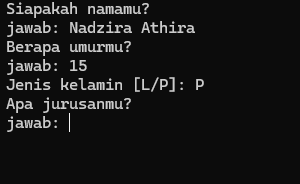 Siapakah namamu?
jawab: Nadzira Athira
Berapa umurmu?
jawab: 15
Jenis kelamin [L/P]: P
Apa jurusanmu?
jawab: